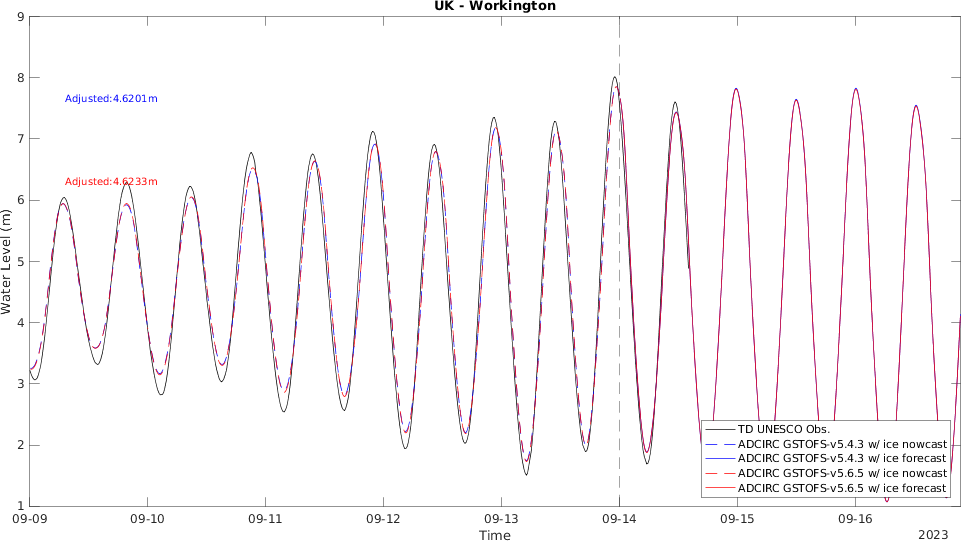 UK - Workington
9
8
7
6
5
4
3
2
1
Water Level (m)
Adjusted:4.6201m
Adjusted:4.6233m
TD UNESCO Obs.
ADCIRC GSTOFS-v5.4.3 w/ ice nowcast
ADCIRC GSTOFS-v5.4.3 w/ ice forecast
ADCIRC GSTOFS-v5.6.5 w/ ice nowcast
ADCIRC GSTOFS-v5.6.5 w/ ice forecast
09-09 09-10 09-11 09-12 09-13 09-14 09-15 09-16
Time
2023